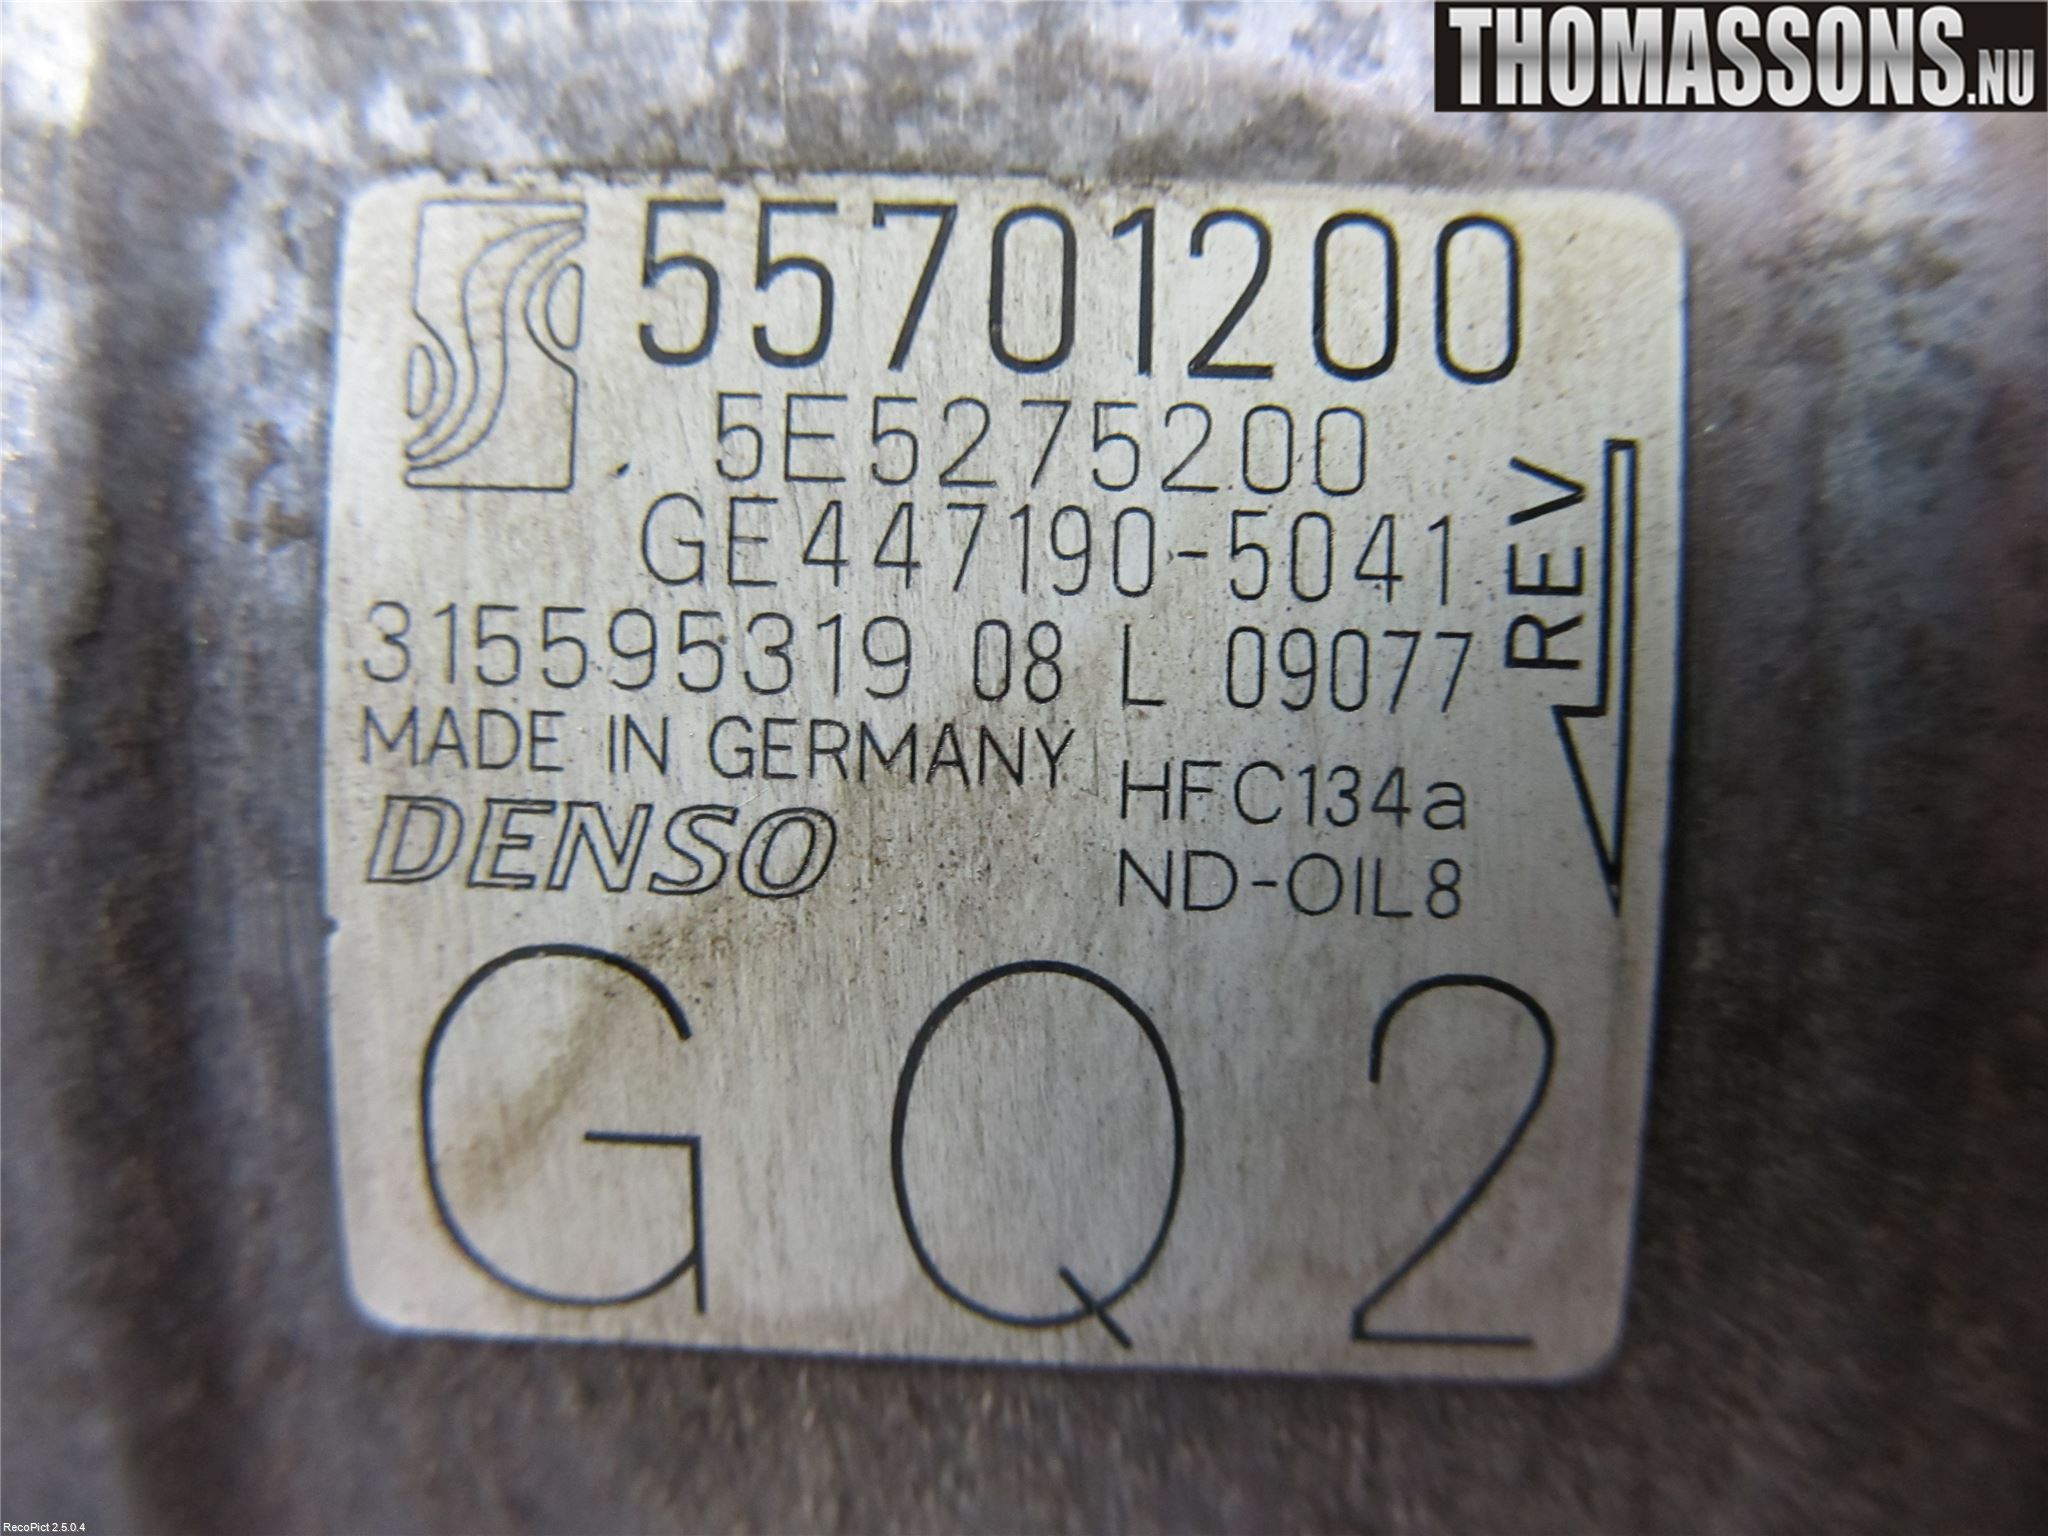 THOMASSONS.NU
55701200
5E5275200
GE447190-5041
315595319 08 L 09077
MADE IN GERMANY
DENSO
HFC134a
ND-OIL8
REV
GQ2
RecoPict 2.5.0.4